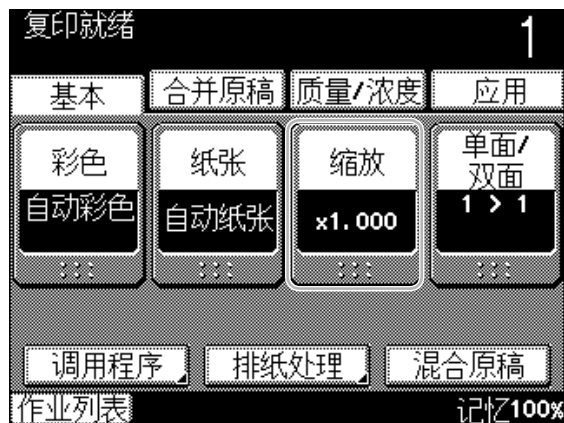 复印就绪
1
基本 合并原稿 质量/浓度 应用
彩色 纸张 缩放 单面/
双面
自动彩色 自动纸张 x1.000 1 > 1
调用程序 排纸处理 混合原稿
作业列表 记忆100%